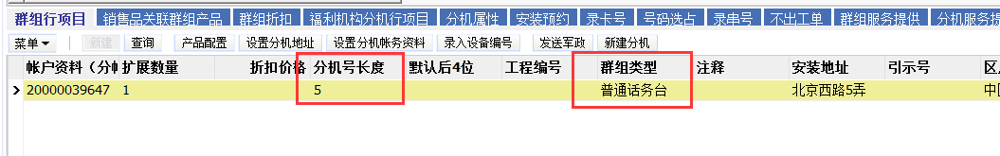 群组行项目 销售品关联群组产品 群组折扣 福利机构分机行项目 分机属性 安装预约 录卡号 号码选占 录串号 不出工单 群组服务提供 分机服务提
菜单 新建 查询 产品配置 设置分机地址 设置分机帐务资料 录入设备编号 发送军政 新建分机
帐户资料（分 扩展数量 折扣价格 分机号长度 默认后4位 工程编号 群组类型 注释 安装地址 引示号 区
20000039647 1 5 普通话务台 北京西路5弄 中